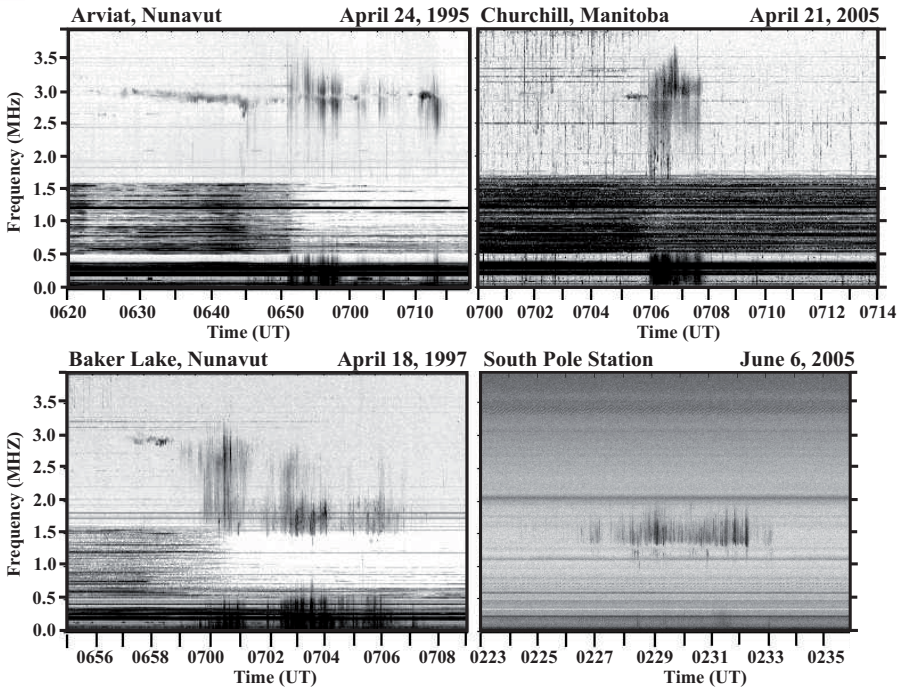 Arviat, Nunavut April 24, 1995
Churchill, Manitoba April 21, 2005
Frequency (MHz)
3.5
3.0
2.5
2.0
1.5
1.0
0.5
0.0
0620 0630 0640 0650 0700 0710
Time (UT)
0700 0702 0704 0706 0708 0710 0712 0714
Time (UT)
Baker Lake, Nunavut April 18, 1997
South Pole Station June 6, 2005
Frequency (MHZ)
3.5
3.0
2.5
2.0
1.5
1.0
0.5
0.0
0656 0658 0700 0702 0704 0706 0708
Time (UT)
0223 0225 0227 0229 0231 0233 0235
Time (UT)